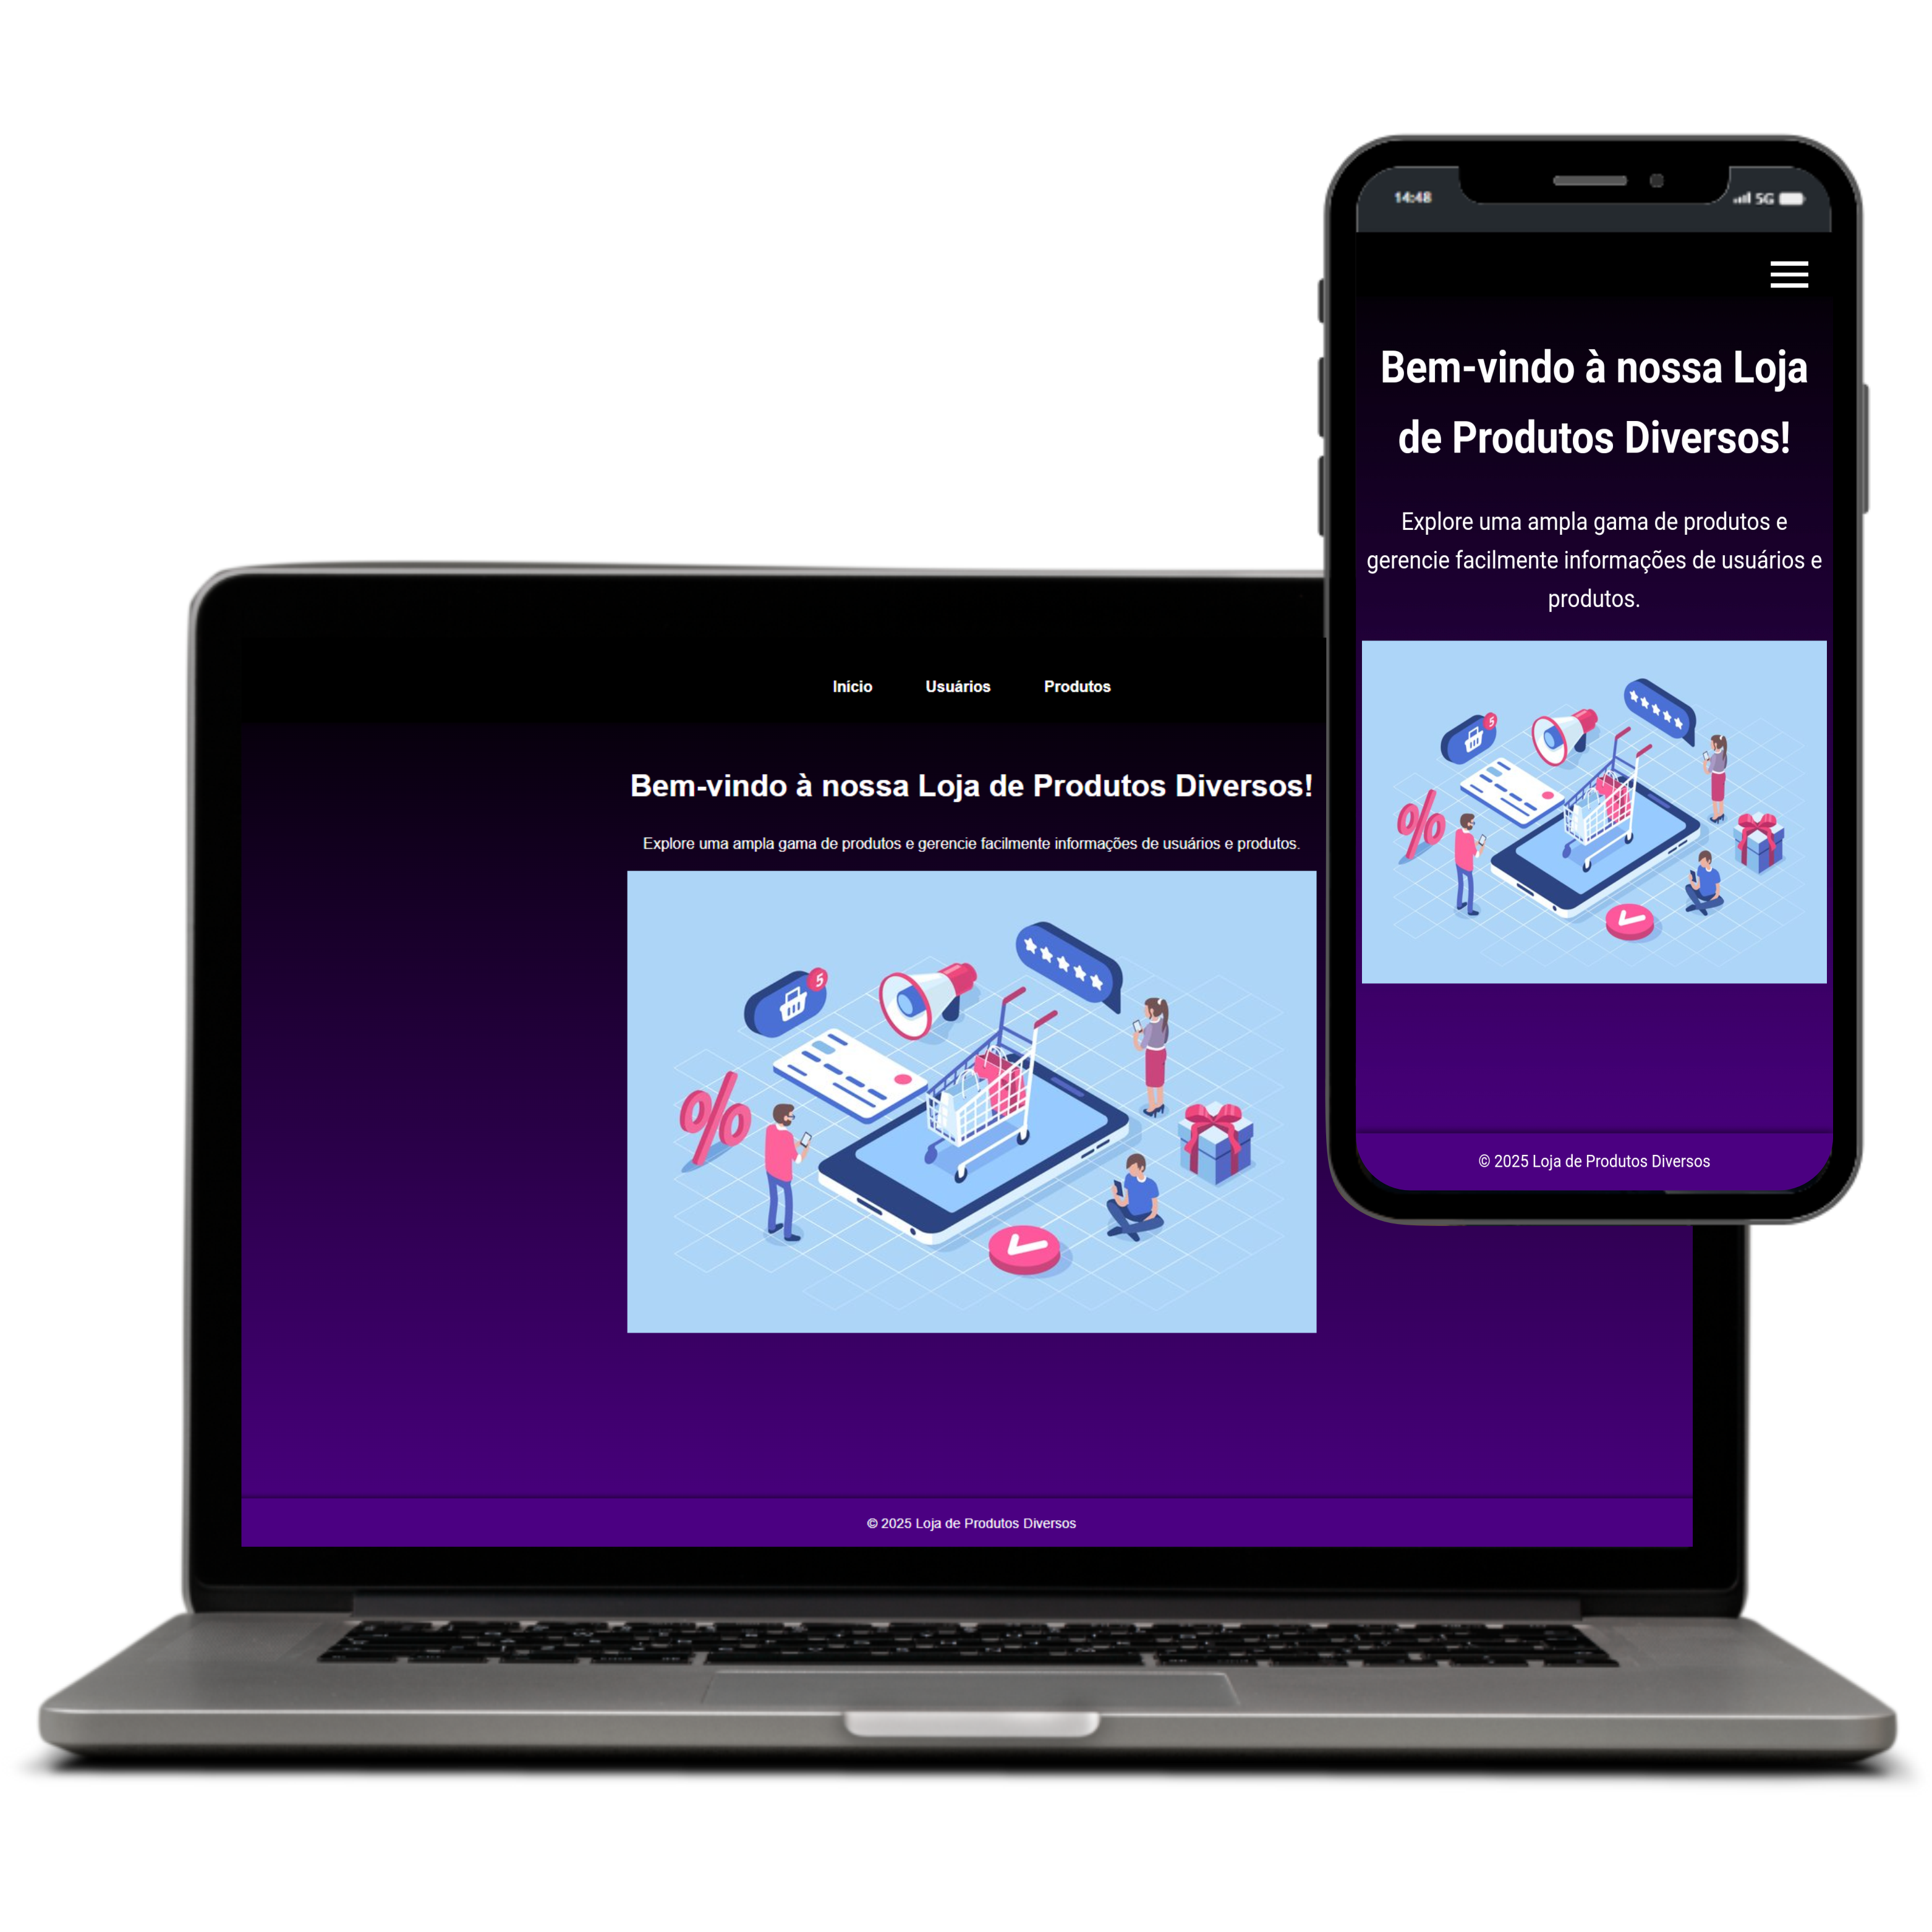 14:48
5G
Bem-vindo à nossa Loja
de Produtos Diversos!
Explore uma ampla gama de produtos e
gerencie facilmente informações de usuários e
produtos.
5
%
© 2025 Loja de Produtos Diversos
Início Usuários Produtos
Bem-vindo à nossa Loja de Produtos Diversos!
Explore uma ampla gama de produtos e gerencie facilmente informações de usuários e produtos.
5
%
© 2025 Loja de Produtos Diversos